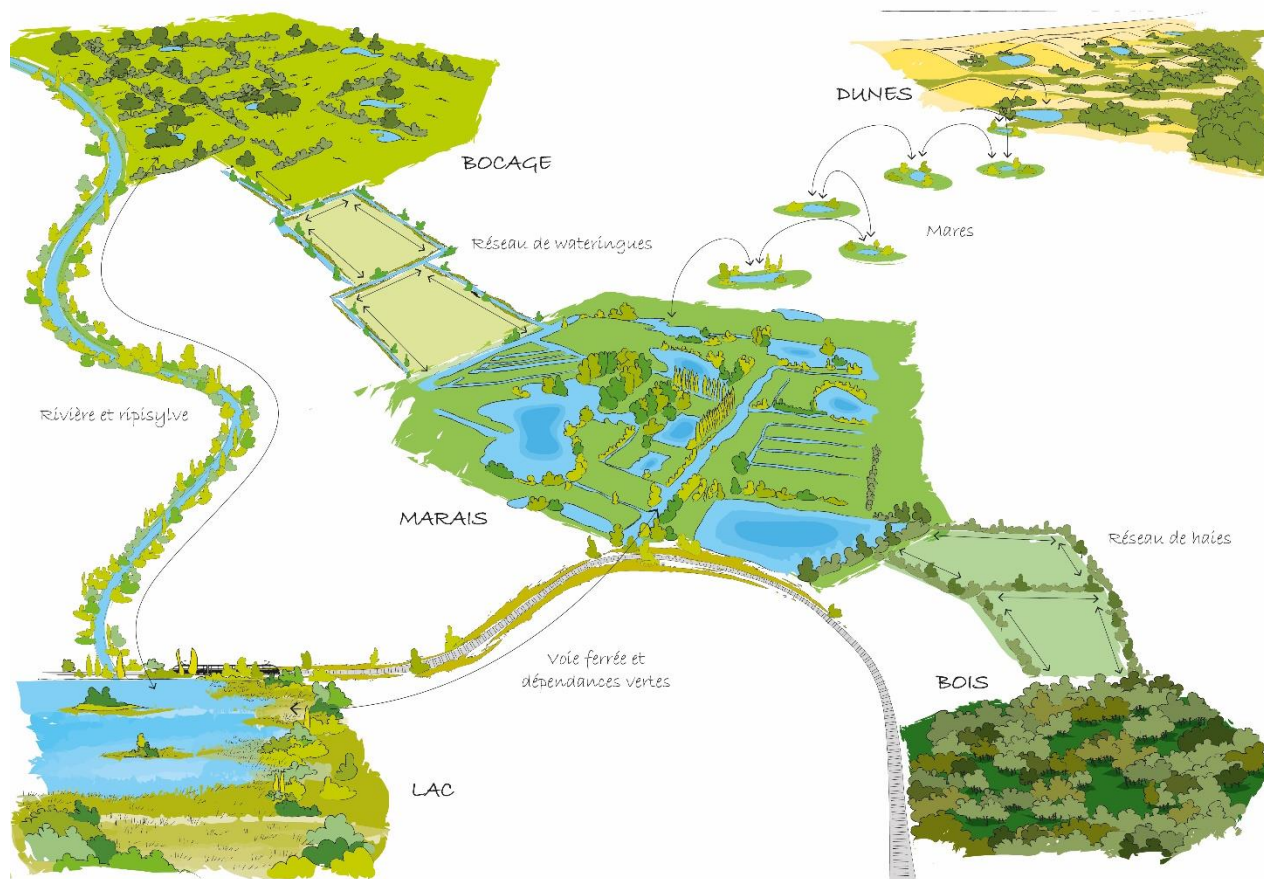 DUNES
BOCAGE
Mares
Réseau de wateringues
Rivière et ripisylve
MARAIS
Réseau de haies
Voie ferrée et
dépendances vertes
BOIS
LAC